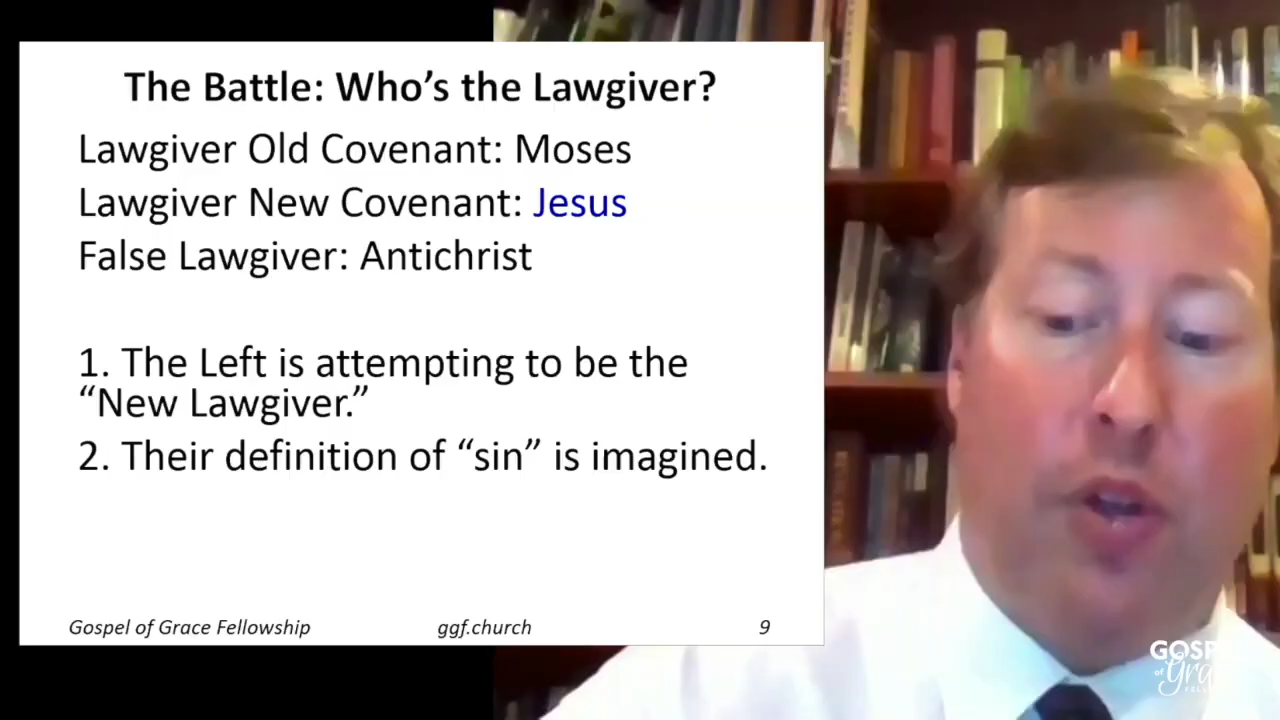 The Battle: Who’s the Lawgiver?
Lawgiver Old Covenant: Moses
Lawgiver New Covenant: Jesus
False Lawgiver: Antichrist
1. The Left is attempting to be the
“New Lawgiver.”
2. Their definition of “sin” is imagined.
Gospel of Grace Fellowship ggf.church 9